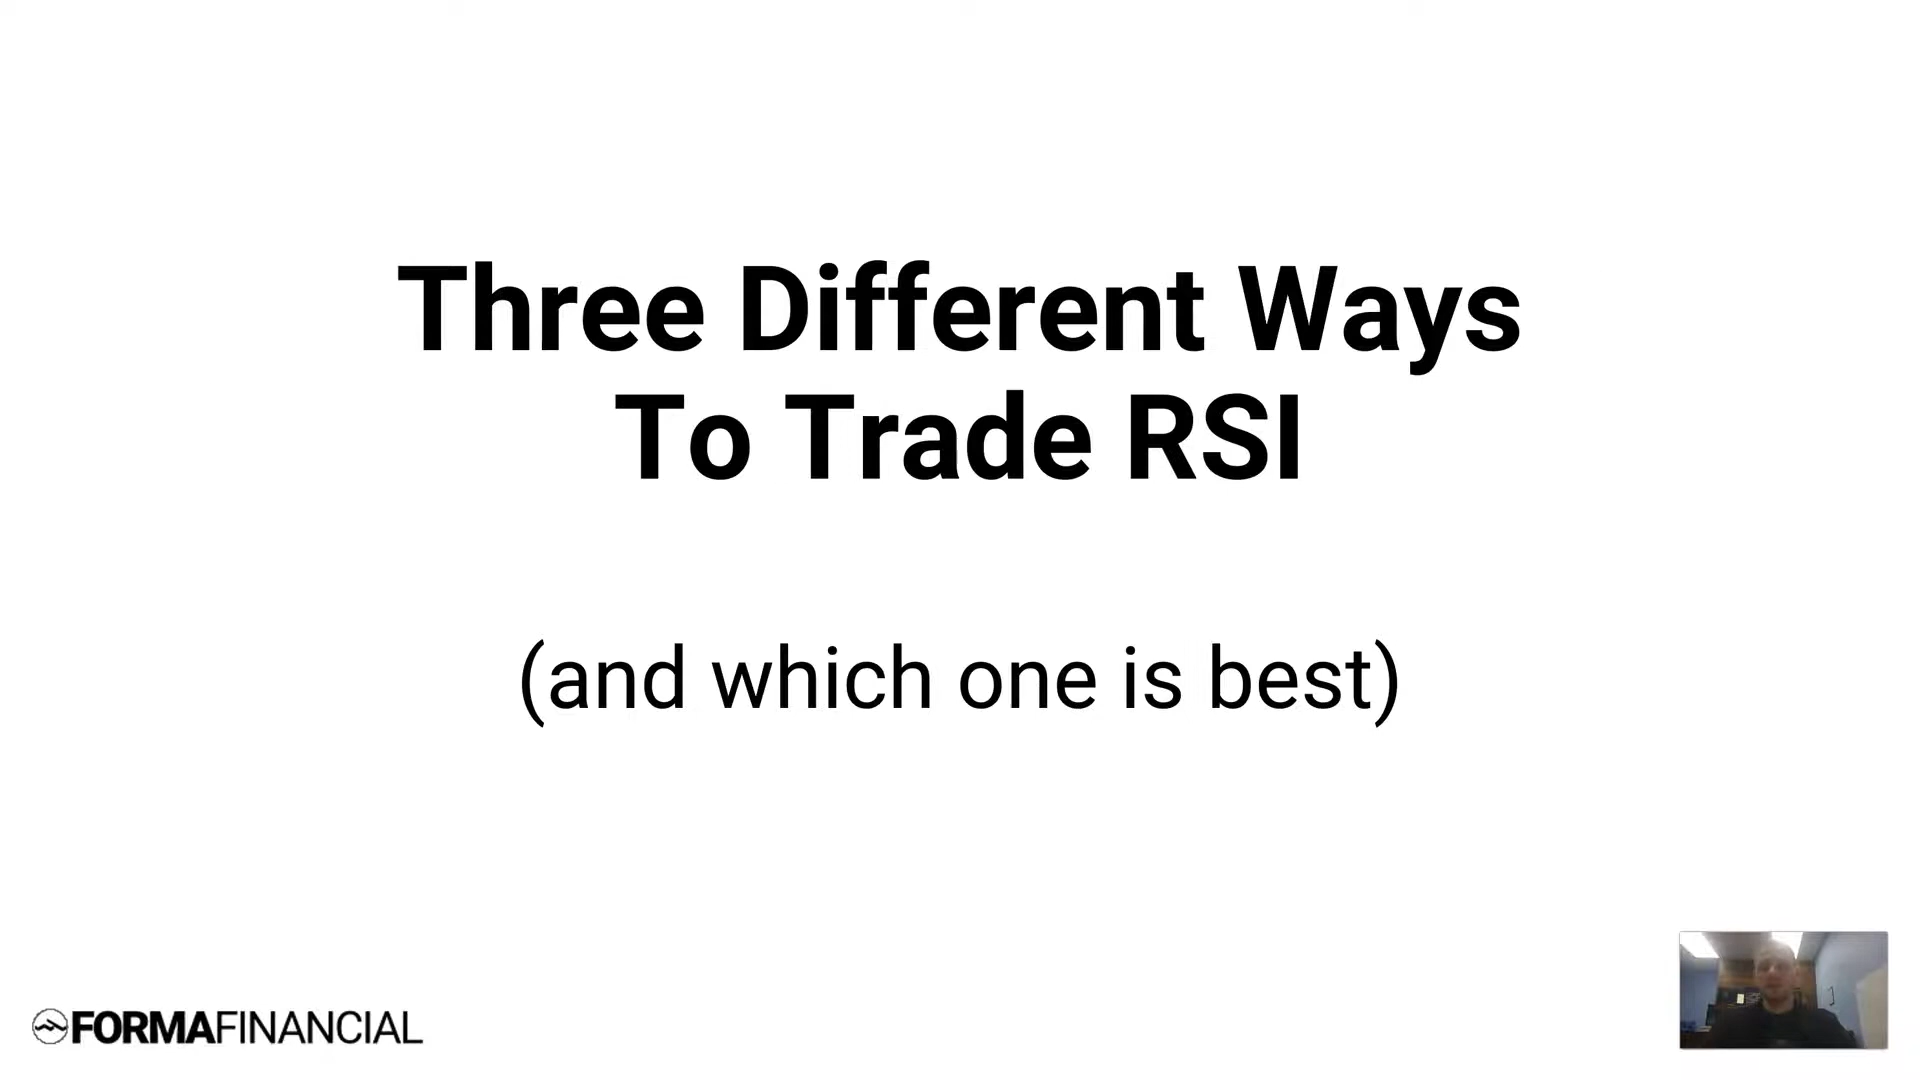 Three Different Ways
To Trade RSI
(and which one is best)
FORMAFINANCIAL